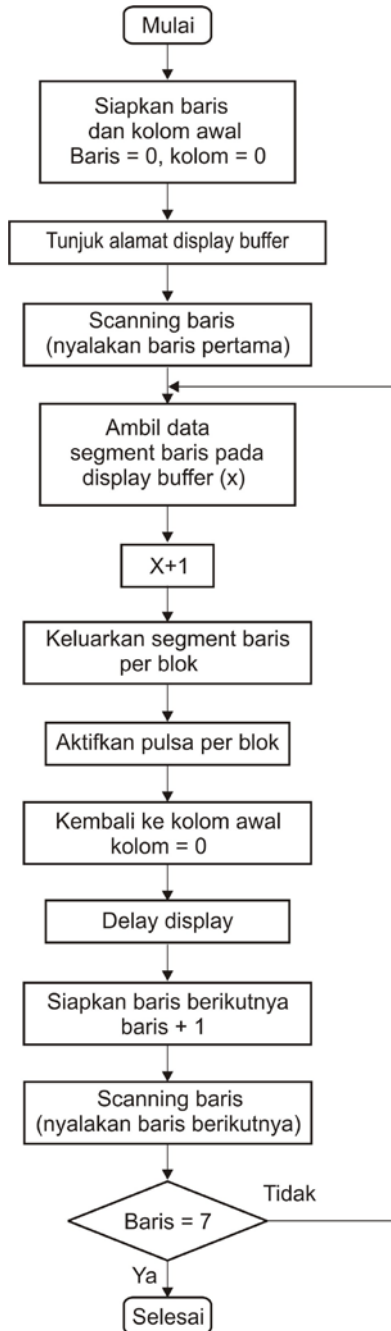 Mulai
Siapkan baris
dan kolom awal
Baris = 0, kolom = 0
Tunjuk alamat display buffer
Scanning baris
(nyalakan baris pertama)
Ambil data
segment baris pada
display buffer (x)
X+1
Keluarkan segment baris
per blok
Aktifkan pulsa per blok
Kembali ke kolom awal
kolom = 0
Delay display
Siapkan baris berikutnya
baris + 1
Scanning baris
(nyalakan baris berikutnya)
Tidak
Baris = 7
Ya
Selesai